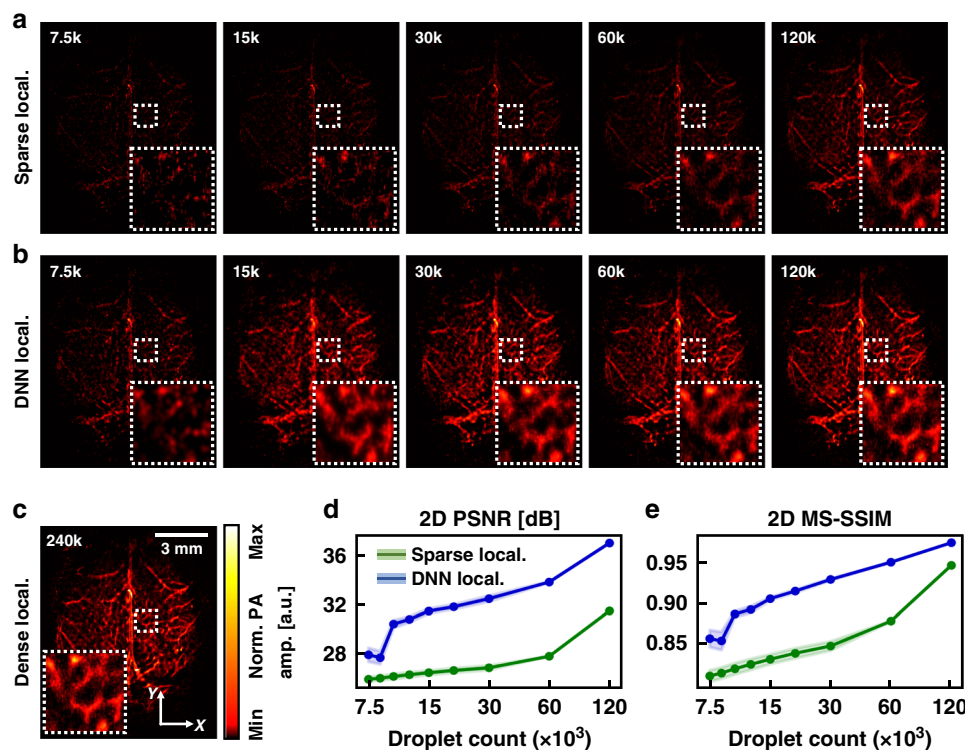 a
Sparse local.
7.5k
15k
30k
60k
120k
b
DNN local.
7.5k
15k
30k
60k
120k
c
Dense local.
240k
3 mm
Y
X
Min Norm. PA Max
amp. [a.u.]
d
2D PSNR [dB]
Sparse local.
DNN local.
36
32
28
7.5 15 30 60 120
Droplet count (×10³)
e
2D MS-SSIM
0.95
0.90
0.85
7.5 15 30 60 120
Droplet count (×10³)